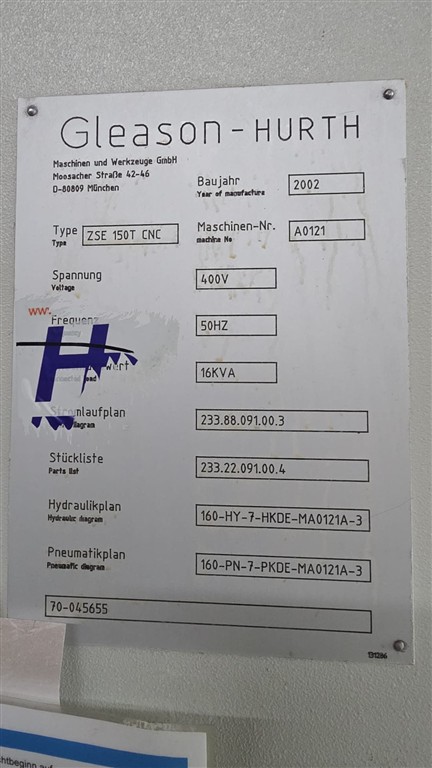 Gleason - HURTH
Maschinen und Werkzeuge GmbH
Moosacher Straße 42-46
D-80809 München
Baujahr 2002
Year of manufacture
Type ZSE 150T CNC
Type
Maschinen-Nr. A0121
machine No
Spannung 400V
Voltage
Frequenz 50HZ
16KVA
Stromlaufplan 233.88.091.00.3
diagram
Stückliste 233.22.091.00.4
Parts list
Hydraulikplan 160-HY-7-HKDE-MA0121A-3
Hydraulic diagram
Pneumatikplan 160-PN-7-PKDE-MA0121A-3
Pneumatic diagram
70-045655
ww.
H